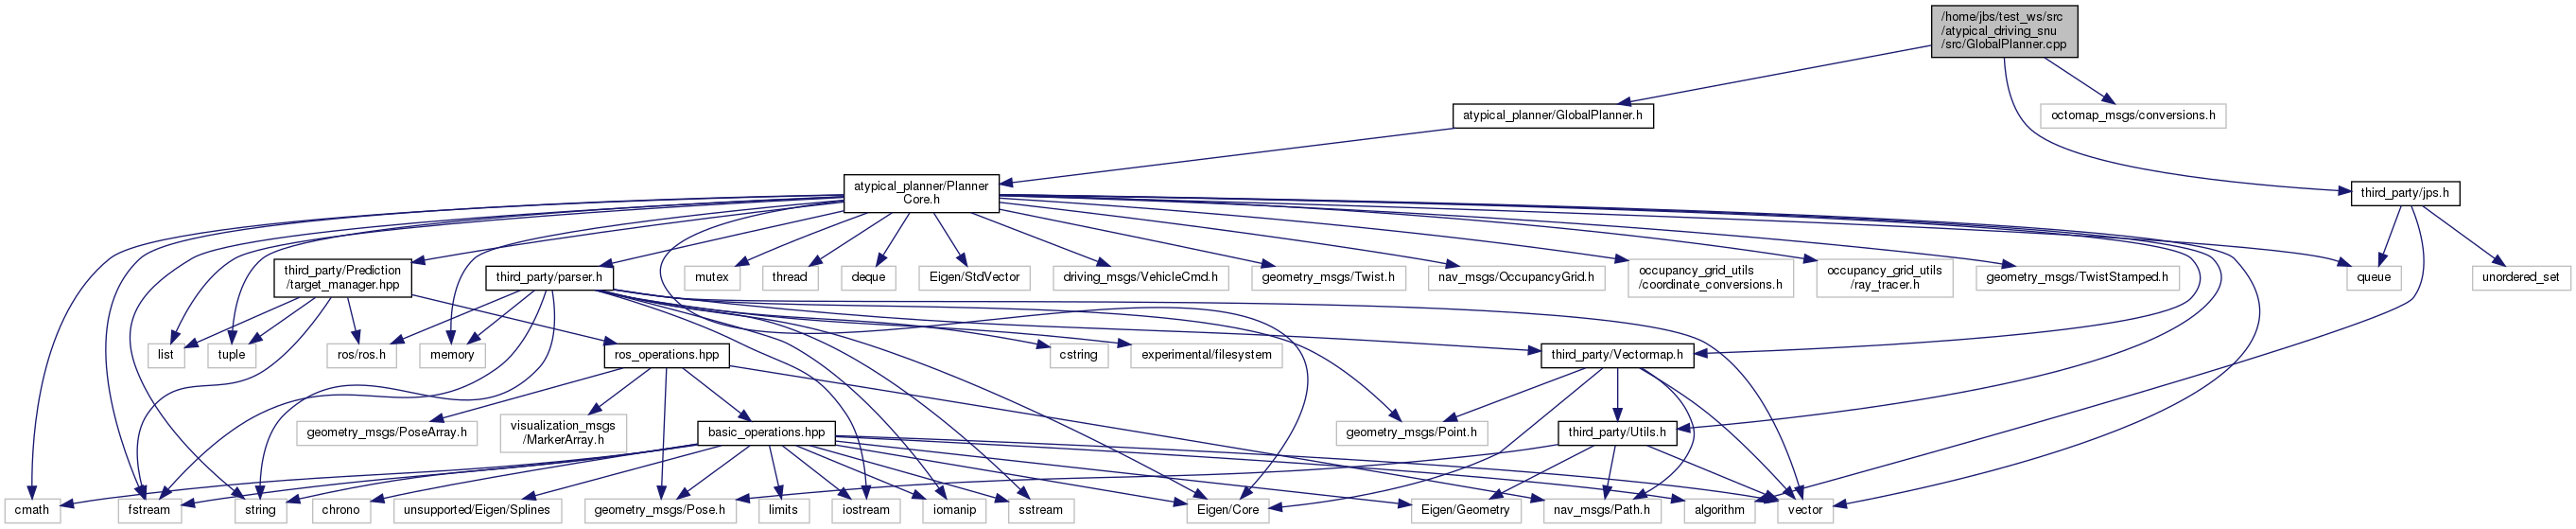 /home/jbs/test_ws/src
/atypical_driving_snu
/src/GlobalPlanner.cpp
atypical_planner/GlobalPlanner.h
octomap_msgs/conversions.h
atypical_planner/Planner
Core.h
third_party/jps.h
third_party/Prediction
/target_manager.hpp
third_party/parser.h
mutex
thread
deque
Eigen/StdVector
driving_msgs/VehicleCmd.h
geometry_msgs/Twist.h
nav_msgs/OccupancyGrid.h
occupancy_grid_utils
/coordinate_conversions.h
occupancy_grid_utils
/ray_tracer.h
geometry_msgs/TwistStamped.h
queue
unordered_set
list
tuple
ros/ros.h
memory
ros_operations.hpp
cstring
experimental/filesystem
third_party/Vectormap.h
geometry_msgs/PoseArray.h
visualization_msgs
/MarkerArray.h
basic_operations.hpp
geometry_msgs/Point.h
third_party/Utils.h
cmath
fstream
string
chrono
unsupported/Eigen/Splines
geometry_msgs/Pose.h
limits
iostream
iomanip
sstream
Eigen/Core
Eigen/Geometry
nav_msgs/Path.h
algorithm
vector